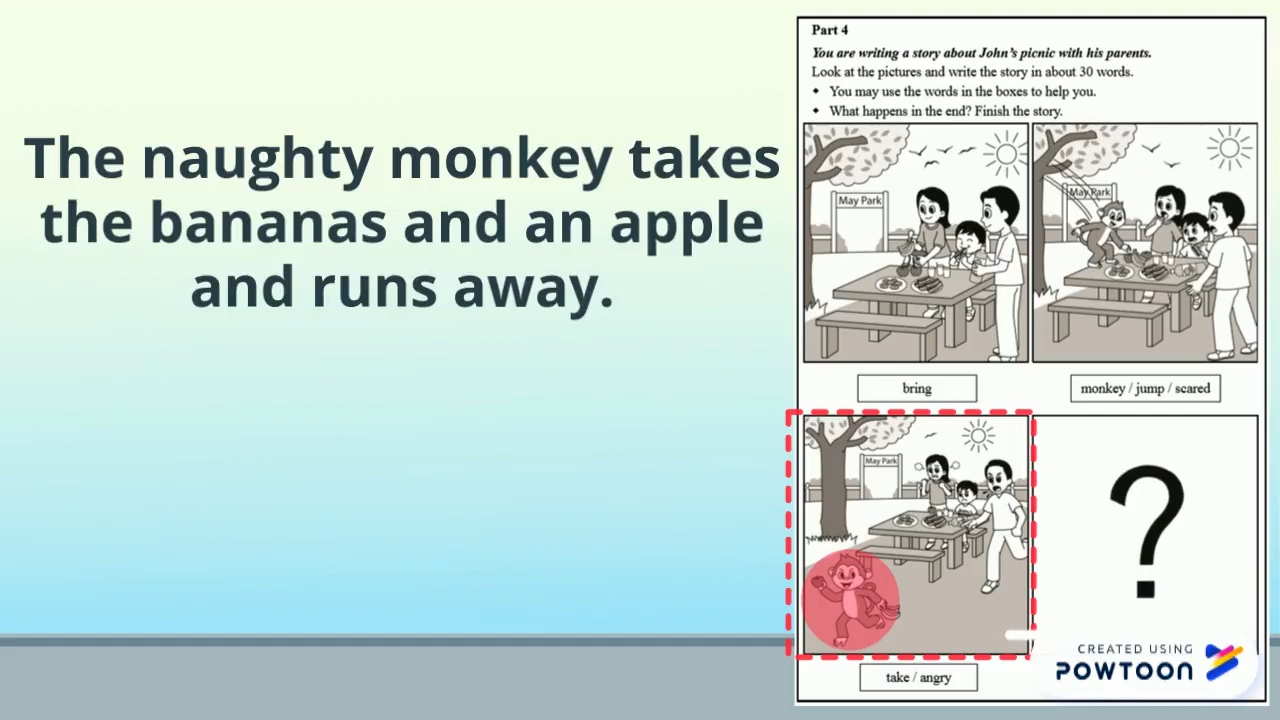 The naughty monkey takes
the bananas and an apple
and runs away.
Part 4
You are writing a story about John's picnic with his parents.
Look at the pictures and write the story in about 30 words.
• You may use the words in the boxes to help you.
• What happens in the end? Finish the story.
May Park
May Park
bring
monkey / jump / scared
May Park
?
take / angry
CREATED USING
POWTOON